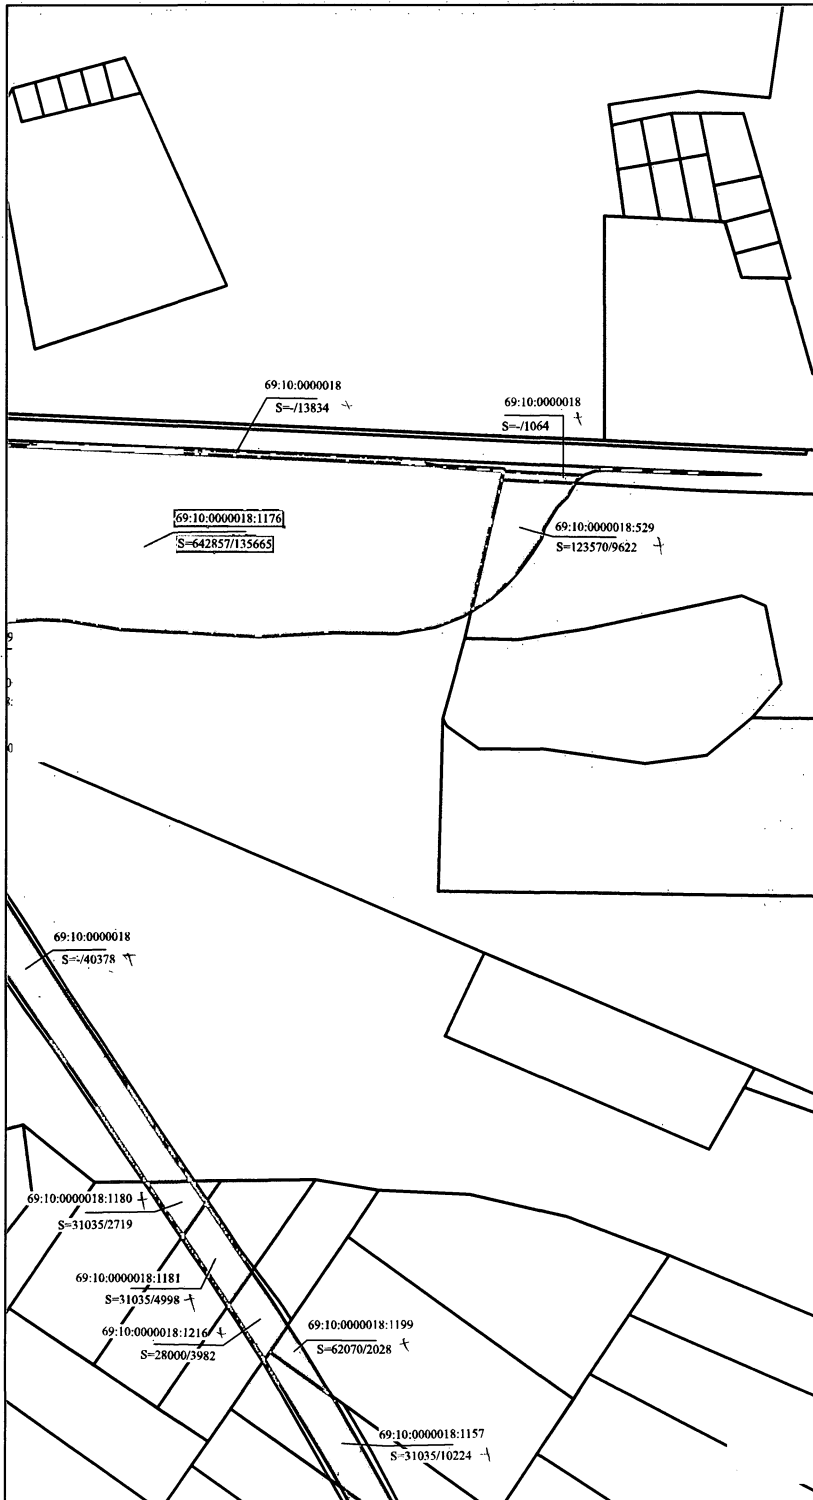 69:10:0000018
S=-/13834
69:10:0000018
S=-/1064
69:10:0000018:1176
S=642857/135665
69:10:0000018:529
S=123570/9622
69:10:0000018
S=-/40378
69:10:0000018:1180
S=31035/2719
69:10:0000018:1181
S=31035/4998
69:10:0000018:1216
S=28000/3982
69:10:0000018:1199
S=62070/2028
69:10:0000018:1157
S=31035/10224